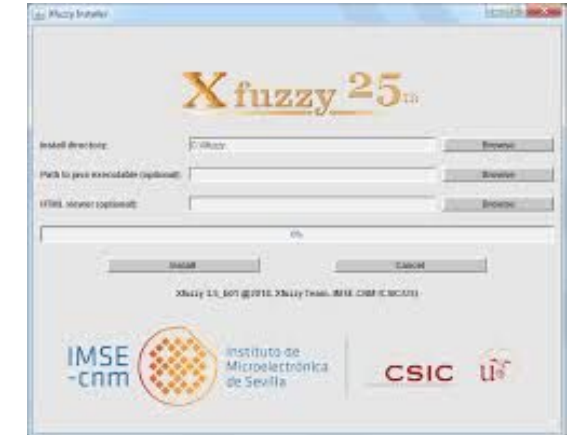 Xfuzzy Installer
Xfuzzy 25TH
Install directory:
Browse
Path to java executable (optional):
Browse
HTML viewer (optional):
Browse
0%
Install Cancel
IMSE
-cnm
Instituto de
Microelectrónica
de Sevilla
CSIC